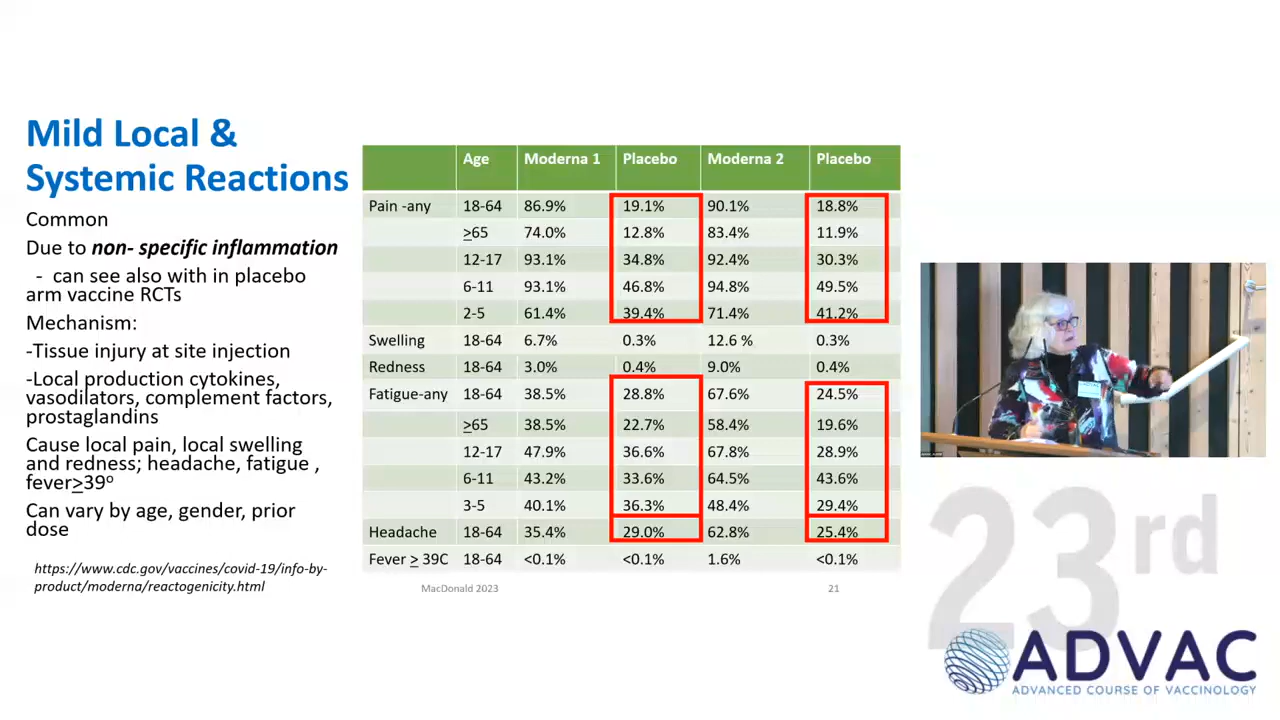 Mild Local &
Systemic Reactions
Common
Due to non- specific inflammation
- can see also with in placebo
arm vaccine RCTs
Mechanism:
-Tissue injury at site injection
-Local production cytokines,
vasodilators, complement factors,
prostaglandins
Cause local pain, local swelling
and redness; headache, fatigue ,
fever≥39º
Can vary by age, gender, prior
dose
https://www.cdc.gov/vaccines/covid-19/info-by-
product/moderna/reactogenicity.html
Age Moderna 1 Placebo Moderna 2 Placebo
Pain -any 18-64 86.9% 19.1% 90.1% 18.8%
≥65 74.0% 12.8% 83.4% 11.9%
12-17 93.1% 34.8% 92.4% 30.3%
6-11 93.1% 46.8% 94.8% 49.5%
2-5 61.4% 39.4% 71.4% 41.2%
Swelling 18-64 6.7% 0.3% 12.6 % 0.3%
Redness 18-64 3.0% 0.4% 9.0% 0.4%
Fatigue-any 18-64 38.5% 28.8% 67.6% 24.5%
≥65 38.5% 22.7% 58.4% 19.6%
12-17 47.9% 36.6% 67.8% 28.9%
6-11 43.2% 33.6% 64.5% 43.6%
3-5 40.1% 36.3% 48.4% 29.4%
Headache 18-64 35.4% 29.0% 62.8% 25.4%
Fever ≥ 39C 18-64 <0.1% <0.1% 1.6% <0.1%
MacDonald 2023 21
23rd
ADVAC
ADVANCED COURSE OF VACCINOLOGY